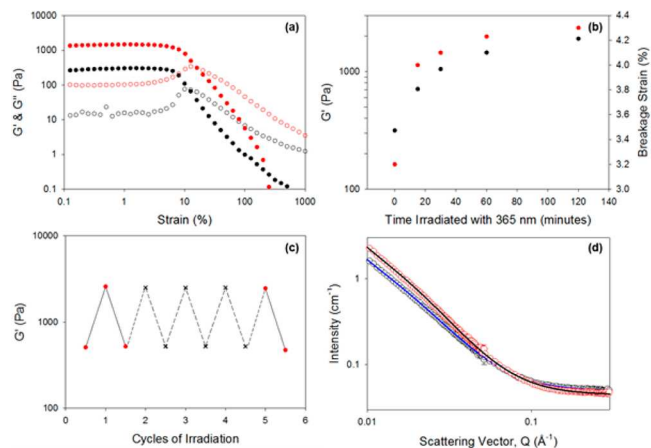 (a)
10000
1000
100
10
1
0.1
G' & G" (Pa)
0.1 1 10 100 1000
Strain (%)
(b)
1000
100
G' (Pa)
4.4
4.2
4.0
3.8
3.6
3.4
3.2
3.0
Breakage Strain (%)
0 20 40 60 80 100 120 140
Time Irradiated with 365 nm (minutes)
(c)
10000
1000
100
G' (Pa)
0 1 2 3 4 5 6
Cycles of Irradiation
(d)
1
0.1
Intensity (cm⁻¹)
0.01 0.1
Scattering Vector, Q (Å⁻¹)